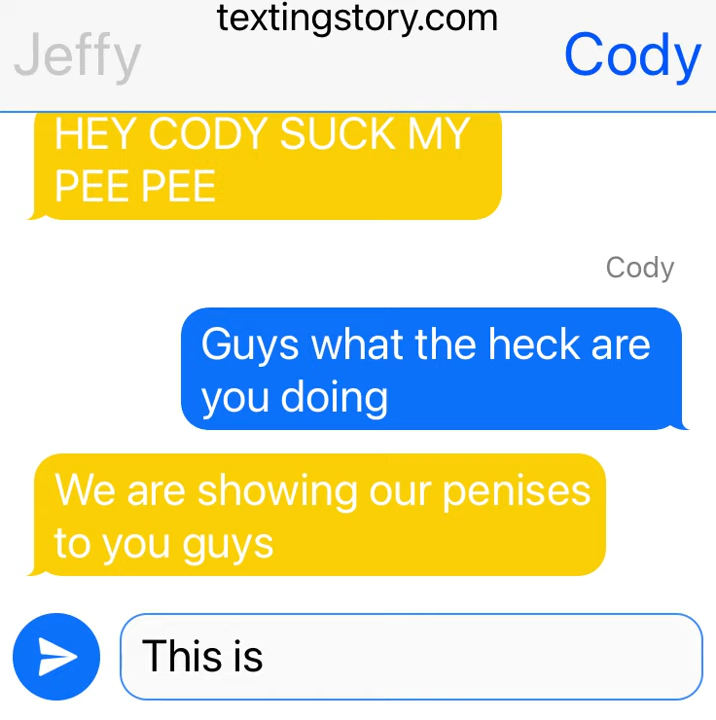 textingstory.com
Jeffy
Cody
HEY CODY SUCK MY
PEE PEE
Cody
Guys what the heck are
you doing
We are showing our penises
to you guys
This is